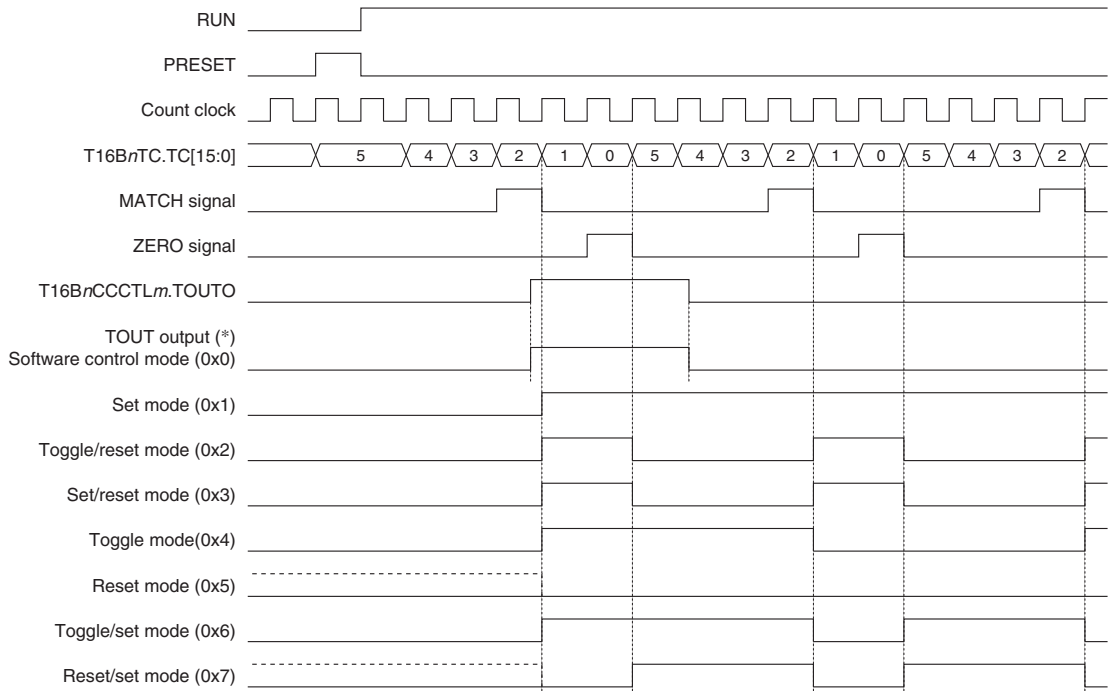 RUN
PRESET
Count clock
T16BnTC.TC[15:0] 5 4 3 2 1 0 5 4 3 2 1 0 5 4 3 2
MATCH signal
ZERO signal
T16BnCCCTLm.TOUTO
TOUT output (*)
Software control mode (0x0)
Set mode (0x1)
Toggle/reset mode (0x2)
Set/reset mode (0x3)
Toggle mode(0x4)
Reset mode (0x5)
Toggle/set mode (0x6)
Reset/set mode (0x7)